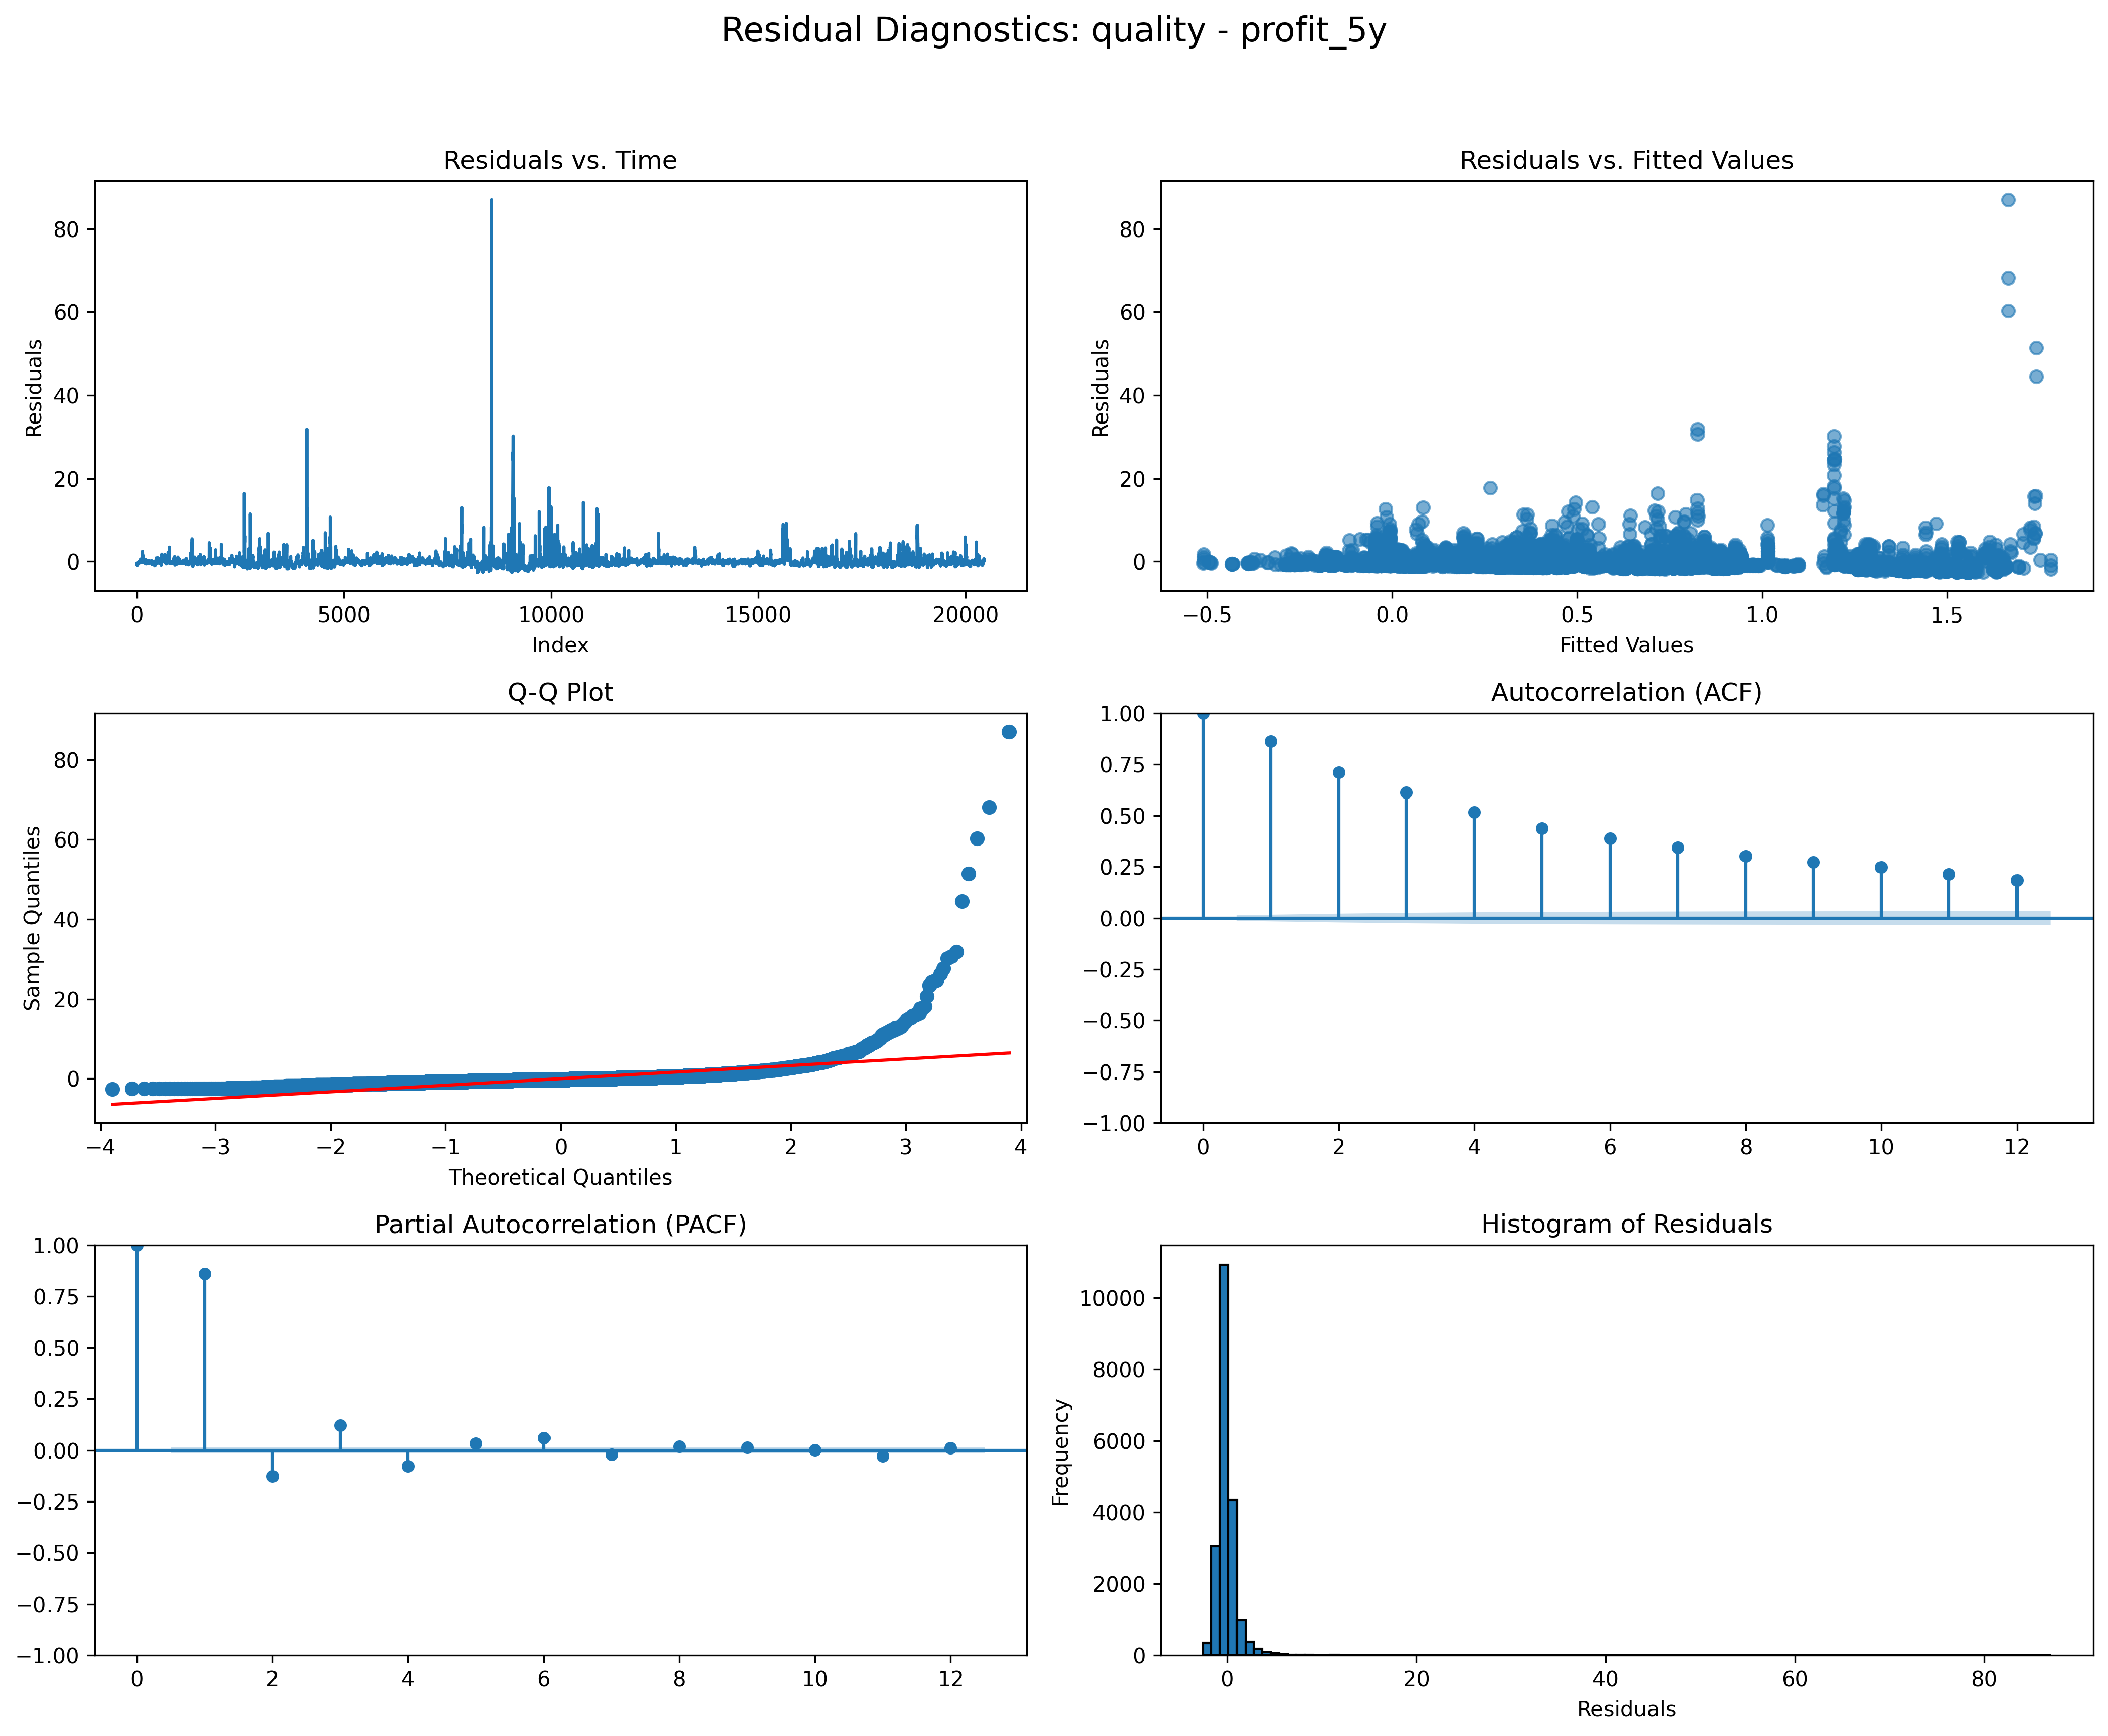 Residual Diagnostics: quality - profit_5y
Residuals vs. Time
Residuals
80
60
40
20
0
0 5000 10000 15000 20000
Index
Residuals vs. Fitted Values
Residuals
80
60
40
20
0
−0.5 0.0 0.5 1.0 1.5
Fitted Values
Q-Q Plot
Sample Quantiles
80
60
40
20
0
−4 −3 −2 −1 0 1 2 3 4
Theoretical Quantiles
Autocorrelation (ACF)
1.00
0.75
0.50
0.25
0.00
−0.25
−0.50
−0.75
−1.00
0 2 4 6 8 10 12
Partial Autocorrelation (PACF)
1.00
0.75
0.50
0.25
0.00
−0.25
−0.50
−0.75
−1.00
0 2 4 6 8 10 12
Histogram of Residuals
Frequency
10000
8000
6000
4000
2000
0
0 20 40 60 80
Residuals